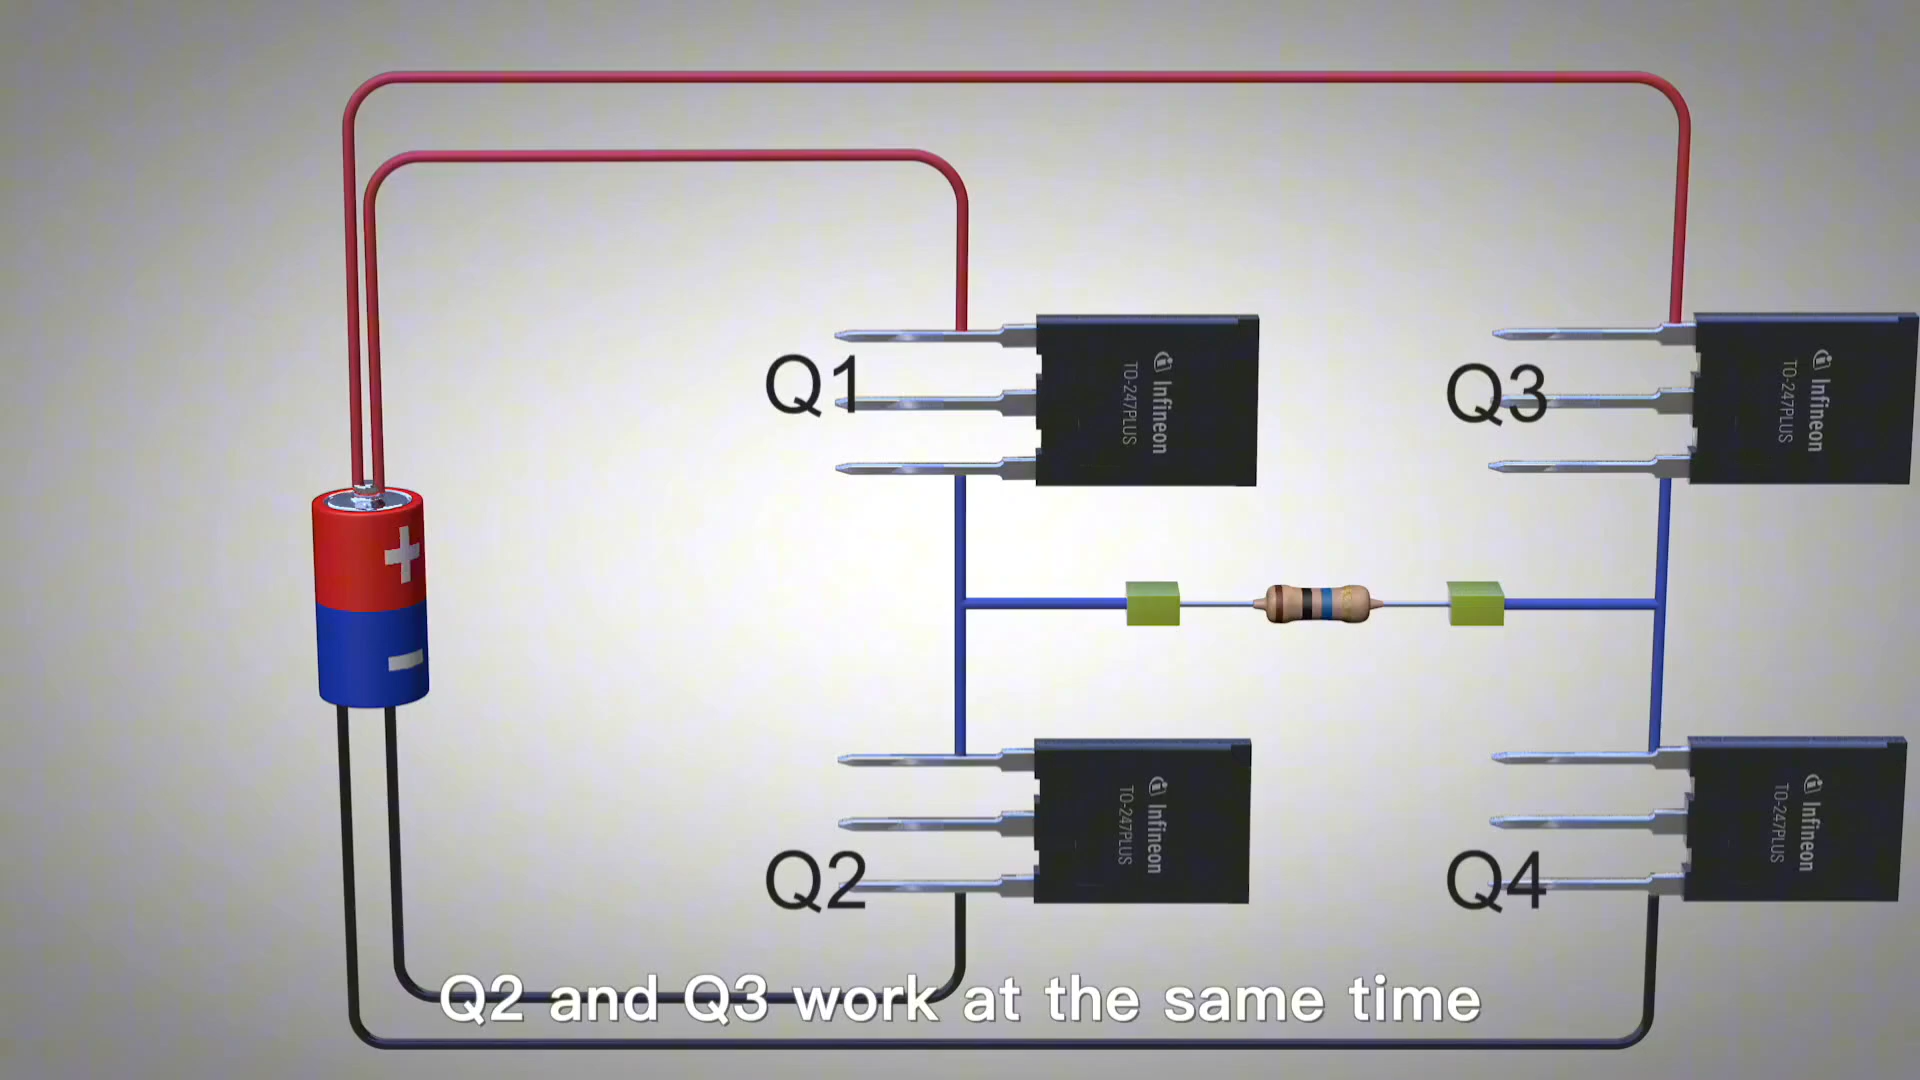 Q1
Infineon
TO-247PLUS
Q3
Infineon
TO-247PLUS
+
-
Q2
Infineon
TO-247PLUS
Q4
Infineon
TO-247PLUS
Q2 and Q3 work at the same time